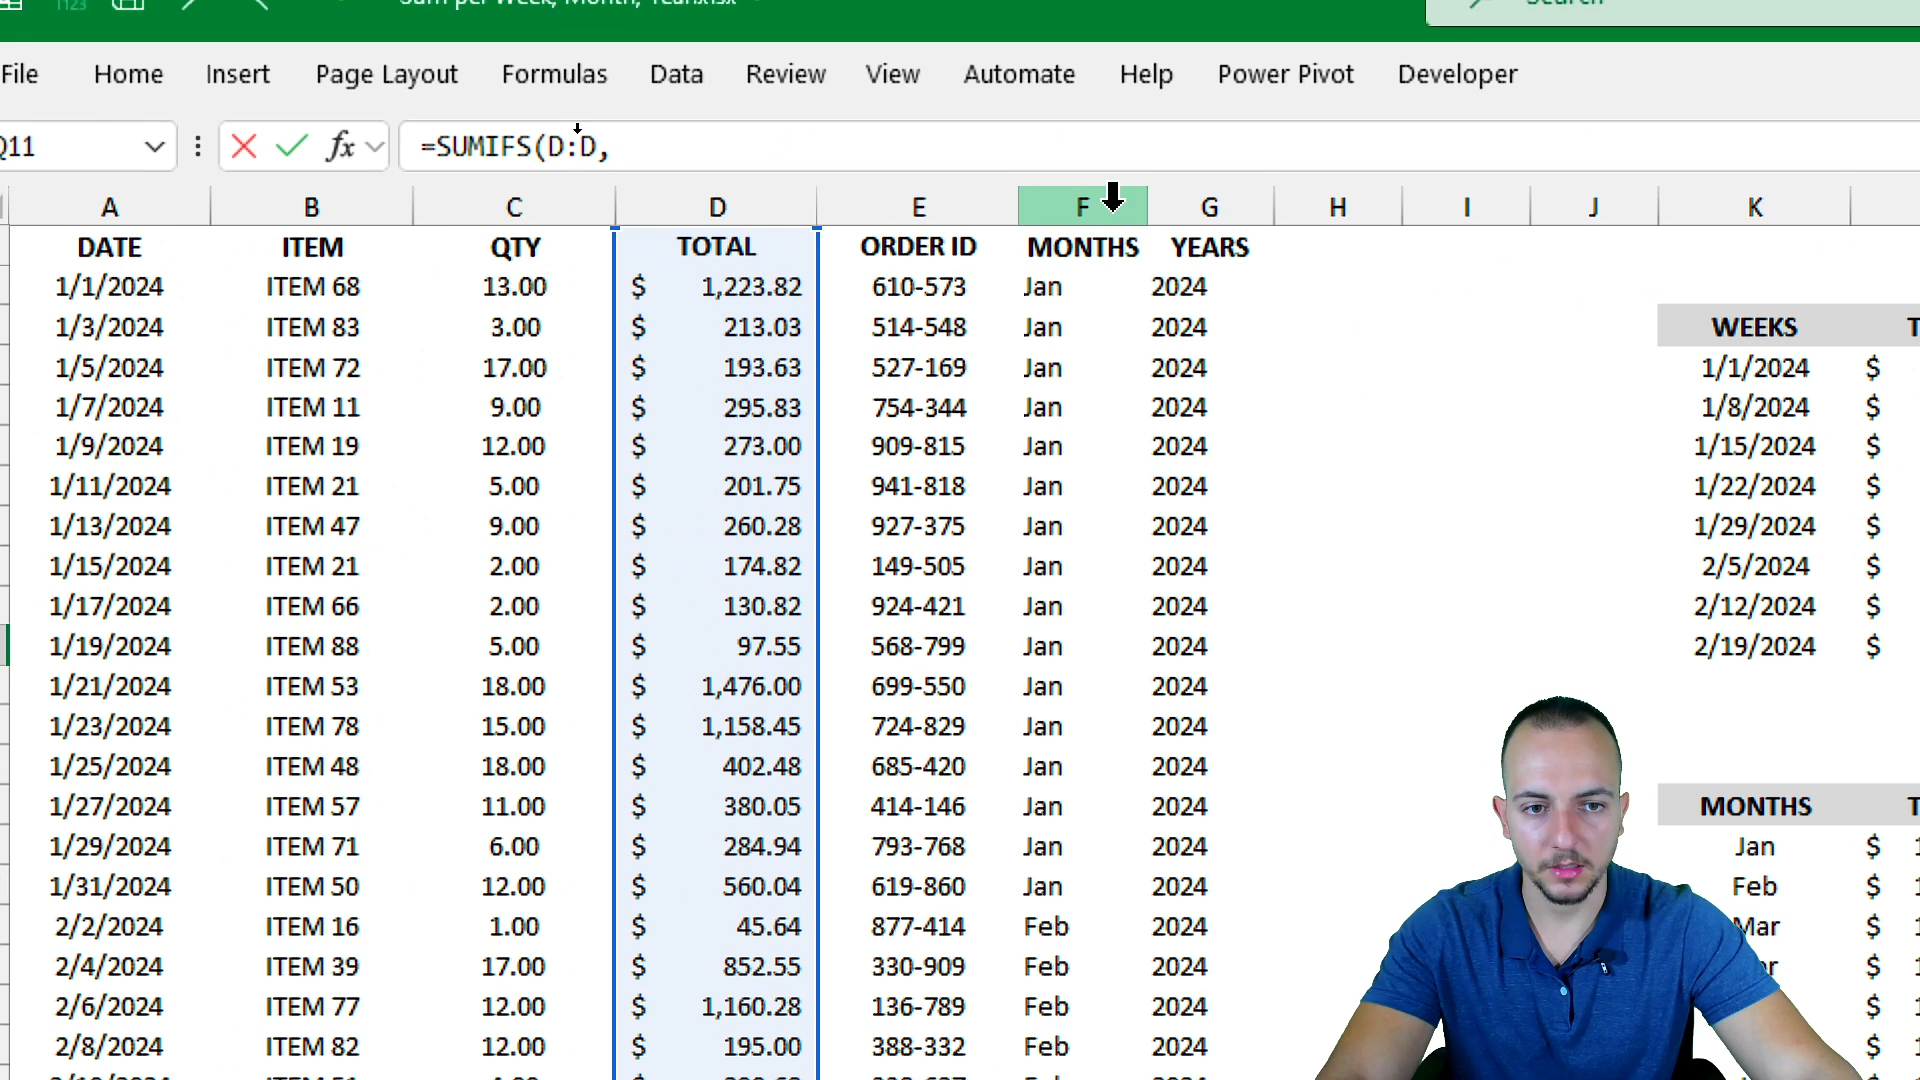 File Home Insert Page Layout Formulas Data Review View Automate Help Power Pivot Developer
Q11 fx =SUMIFS(D:D,
A B C D E F G H I J K
DATE ITEM QTY TOTAL ORDER ID MONTHS YEARS
1/1/2024 ITEM 68 13.00 $ 1,223.82 610-573 Jan 2024
1/3/2024 ITEM 83 3.00 $ 213.03 514-548 Jan 2024 WEEKS
1/5/2024 ITEM 72 17.00 $ 193.63 527-169 Jan 2024 1/1/2024 $
1/7/2024 ITEM 11 9.00 $ 295.83 754-344 Jan 2024 1/8/2024 $
1/9/2024 ITEM 19 12.00 $ 273.00 909-815 Jan 2024 1/15/2024 $
1/11/2024 ITEM 21 5.00 $ 201.75 941-818 Jan 2024 1/22/2024 $
1/13/2024 ITEM 47 9.00 $ 260.28 927-375 Jan 2024 1/29/2024 $
1/15/2024 ITEM 21 2.00 $ 174.82 149-505 Jan 2024 2/5/2024 $
1/17/2024 ITEM 66 2.00 $ 130.82 924-421 Jan 2024 2/12/2024 $
1/19/2024 ITEM 88 5.00 $ 97.55 568-799 Jan 2024 2/19/2024 $
1/21/2024 ITEM 53 18.00 $ 1,476.00 699-550 Jan 2024
1/23/2024 ITEM 78 15.00 $ 1,158.45 724-829 Jan 2024
1/25/2024 ITEM 48 18.00 $ 402.48 685-420 Jan 2024
1/27/2024 ITEM 57 11.00 $ 380.05 414-146 Jan 2024 MONTHS
1/29/2024 ITEM 71 6.00 $ 284.94 793-768 Jan 2024 Jan $
1/31/2024 ITEM 50 12.00 $ 560.04 619-860 Jan 2024 Feb $
2/2/2024 ITEM 16 1.00 $ 45.64 877-414 Feb 2024 Mar $
2/4/2024 ITEM 39 17.00 $ 852.55 330-909 Feb 2024 $
2/6/2024 ITEM 77 12.00 $ 1,160.28 136-789 Feb 2024 $
2/8/2024 ITEM 82 12.00 $ 195.00 388-332 Feb 2024 $